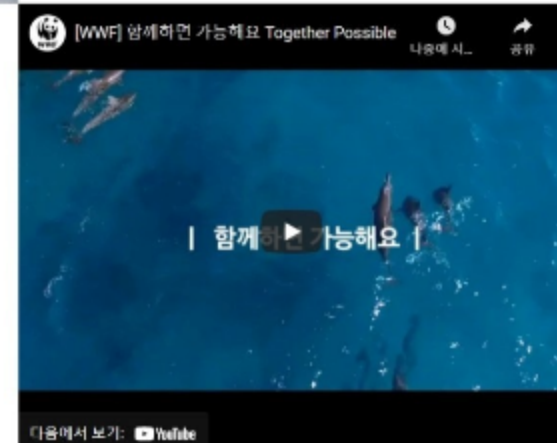 [WWF] 함께하면 가능해요 Together Possible
나중에 시...
공유
WWF
| 함께하면 가능해요 |
다음에서 보기: YouTube